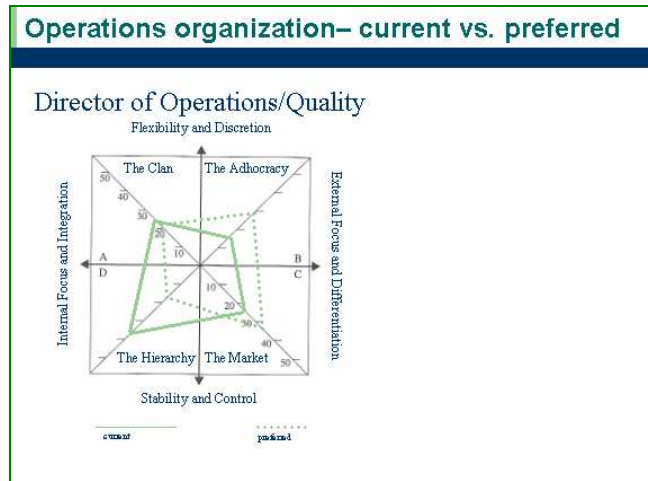 Operations organization– current vs. preferred
Director of Operations/Quality
Flexibility and Discretion
The Clan
The Adhocracy
50
40
30
20
10
Internal Focus and Integration
External Focus and Differentiation
A
B
D
C
10
20
30
40
50
The Hierarchy
The Market
Stability and Control
current
preferred